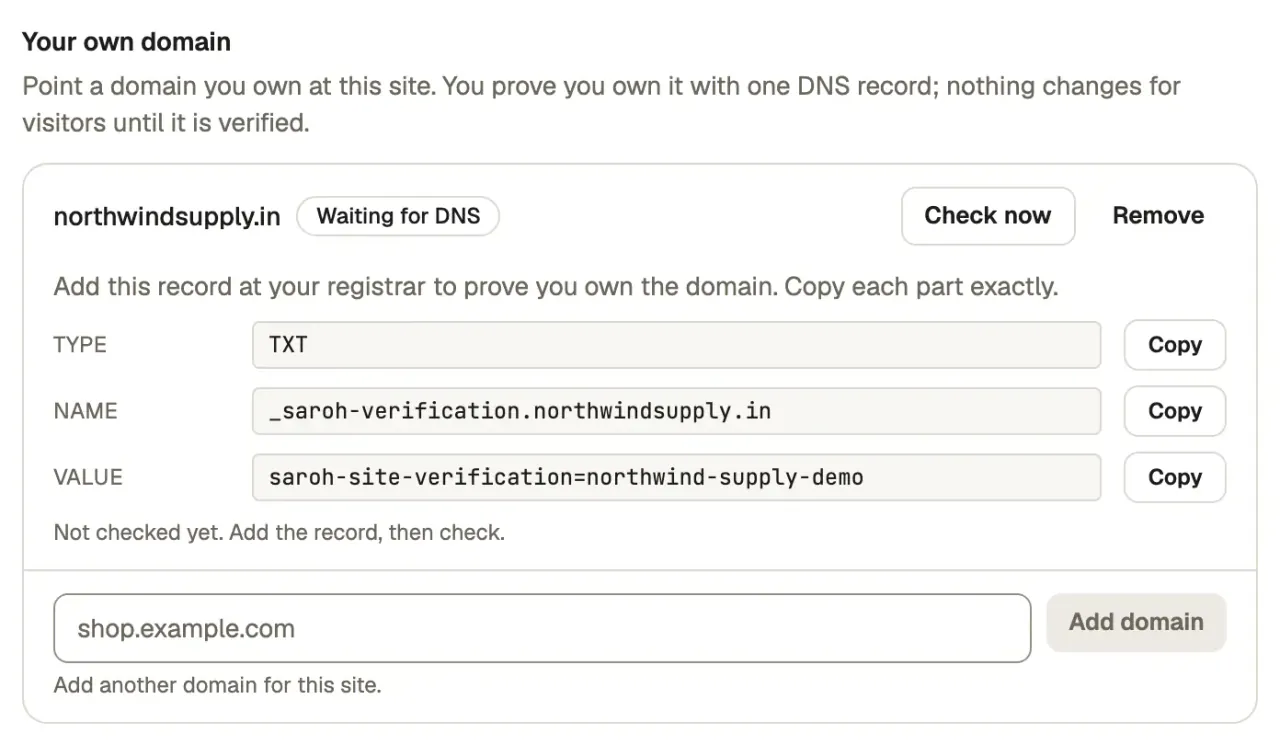 Your own domain
Point a domain you own at this site. You prove you own it with one DNS record; nothing changes for
visitors until it is verified.
northwindsupply.in
Waiting for DNS
Check now
Remove
Add this record at your registrar to prove you own the domain. Copy each part exactly.
TYPE
TXT
Copy
NAME
_saroh-verification.northwindsupply.in
Copy
VALUE
saroh-site-verification=northwind-supply-demo
Copy
Not checked yet. Add the record, then check.
shop.example.com
Add domain
Add another domain for this site.